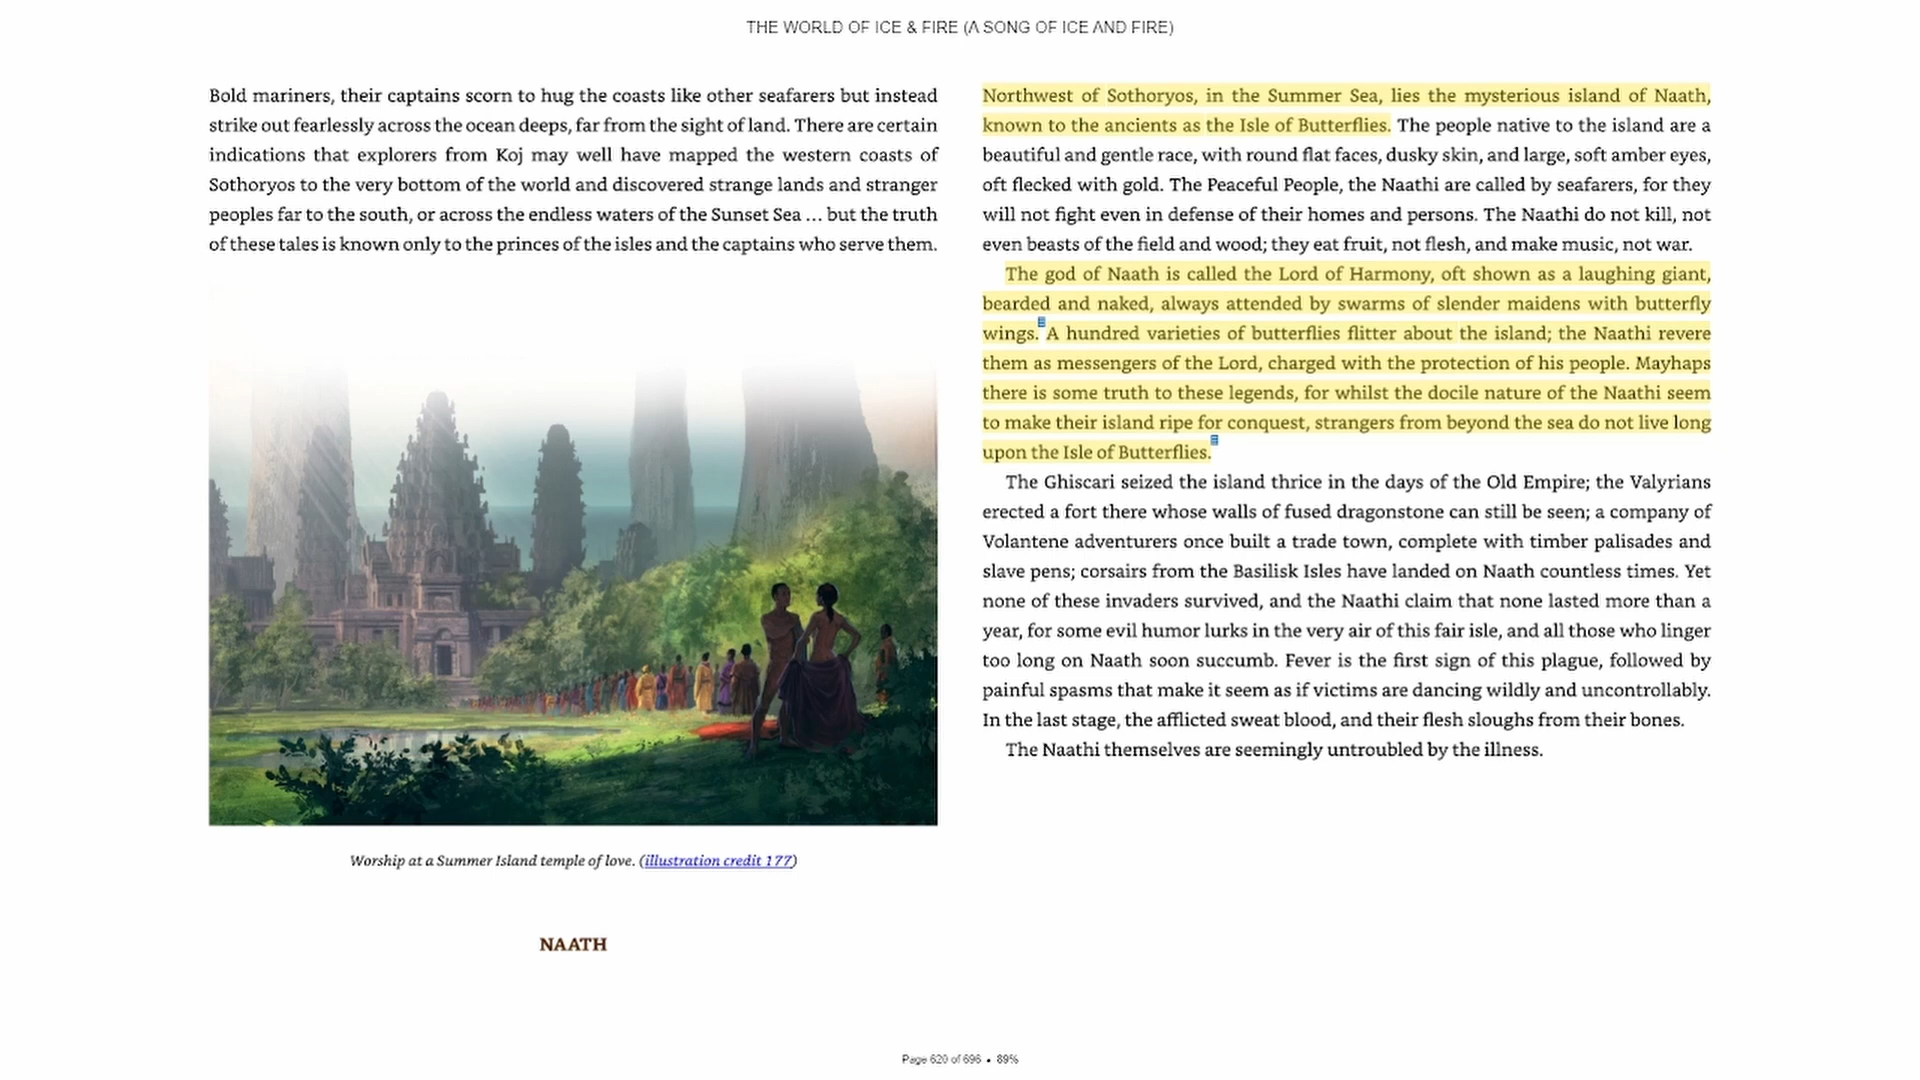 THE WORLD OF ICE & FIRE (A SONG OF ICE AND FIRE)
Bold mariners, their captains scorn to hug the coasts like other seafarers but instead
strike out fearlessly across the ocean deeps, far from the sight of land. There are certain
indications that explorers from Koj may well have mapped the western coasts of
Sothoryos to the very bottom of the world and discovered strange lands and stranger
peoples far to the south, or across the endless waters of the Sunset Sea ... but the truth
of these tales is known only to the princes of the isles and the captains who serve them.
Worship at a Summer Island temple of love. (illustration credit 177)
NAATH
Northwest of Sothoryos, in the Summer Sea, lies the mysterious island of Naath,
known to the ancients as the Isle of Butterflies. The people native to the island are a
beautiful and gentle race, with round flat faces, dusky skin, and large, soft amber eyes,
oft flecked with gold. The Peaceful People, the Naathi are called by seafarers, for they
will not fight even in defense of their homes and persons. The Naathi do not kill, not
even beasts of the field and wood; they eat fruit, not flesh, and make music, not war.
The god of Naath is called the Lord of Harmony, oft shown as a laughing giant,
bearded and naked, always attended by swarms of slender maidens with butterfly
wings. A hundred varieties of butterflies flitter about the island; the Naathi revere
them as messengers of the Lord, charged with the protection of his people. Mayhaps
there is some truth to these legends, for whilst the docile nature of the Naathi seem
to make their island ripe for conquest, strangers from beyond the sea do not live long
upon the Isle of Butterflies.
The Ghiscari seized the island thrice in the days of the Old Empire; the Valyrians
erected a fort there whose walls of fused dragonstone can still be seen; a company of
Volantene adventurers once built a trade town, complete with timber palisades and
slave pens; corsairs from the Basilisk Isles have landed on Naath countless times. Yet
none of these invaders survived, and the Naathi claim that none lasted more than a
year, for some evil humor lurks in the very air of this fair isle, and all those who linger
too long on Naath soon succumb. Fever is the first sign of this plague, followed by
painful spasms that make it seem as if victims are dancing wildly and uncontrollably.
In the last stage, the afflicted sweat blood, and their flesh sloughs from their bones.
The Naathi themselves are seemingly untroubled by the illness.
Page 620 of 696 • 89%